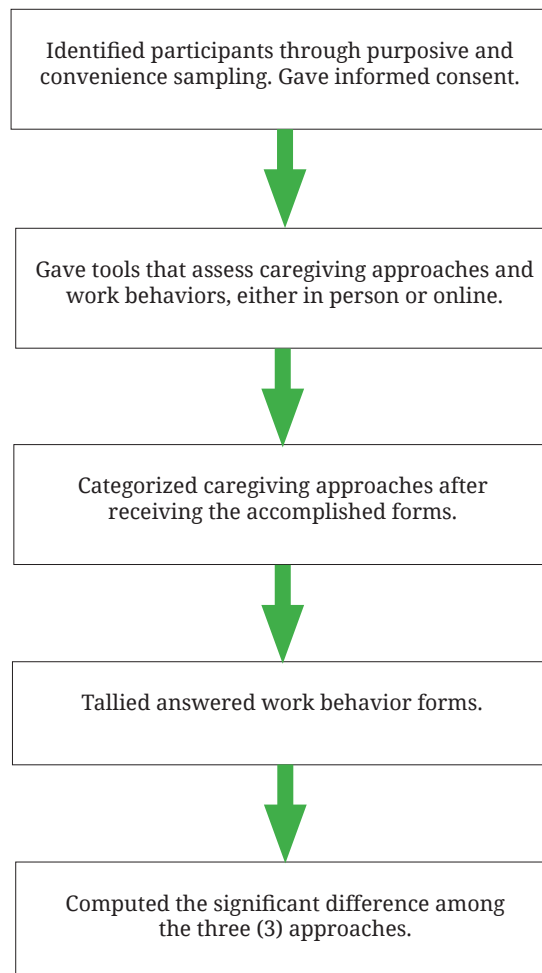 Identified participants through purposive and
convenience sampling. Gave informed consent.
Gave tools that assess caregiving approaches and
work behaviors, either in person or online.
Categorized caregiving approaches after
receiving the accomplished forms.
Tallied answered work behavior forms.
Computed the significant difference among
the three (3) approaches.